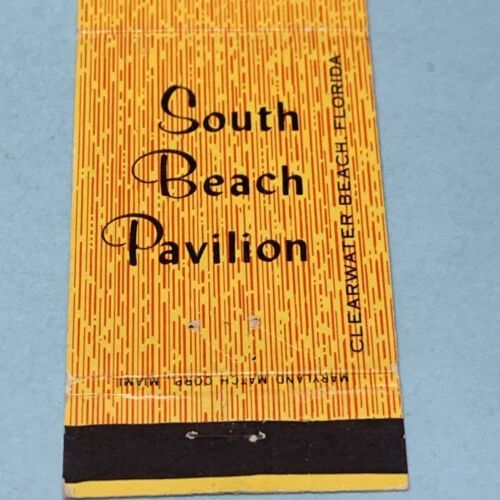 South
Beach
Pavilion
CLEARWATER BEACH, FLORIDA
MARYLAND MATCH CORP., MIAMI